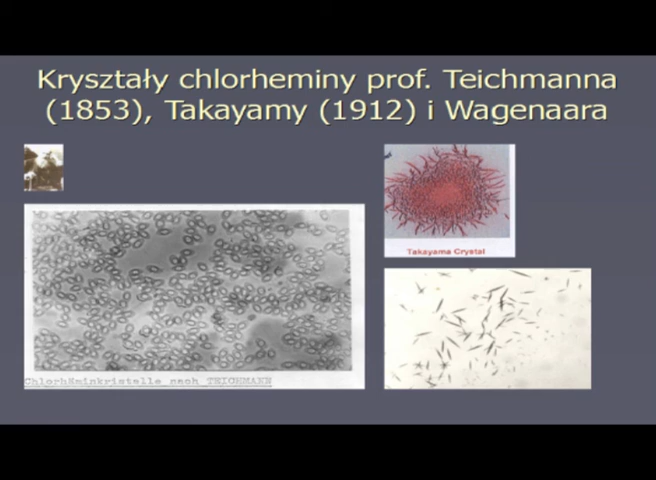 Kryształy chlorheminy prof. Teichmanna
(1853), Takayamy (1912) i Wagenaara
Takayama Crystal
Chlorhäminkristalle nach TEICHMANN